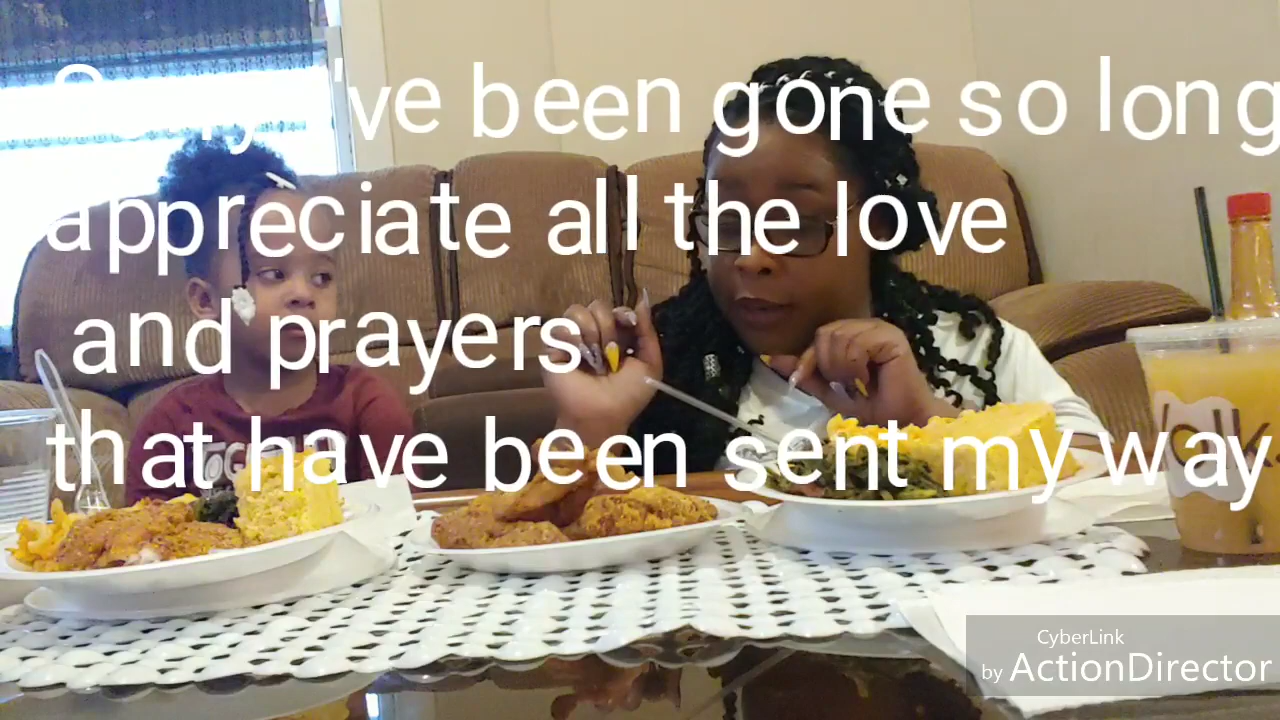 Sorry I've been gone so long
appreciate all the love
and prayers
that have been sent my way
CyberLink
by ActionDirector